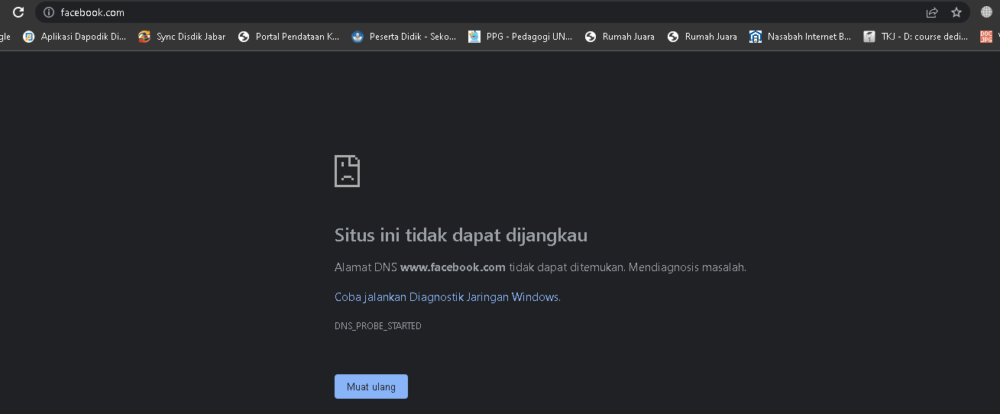 facebook.com
gle Aplikasi Dapodik Di... Sync Disdik Jabar Portal Pendataan K... Peserta Didik - Seko... PPG - Pedagogi UN... Rumah Juara Rumah Juara Nasabah Internet B... TKJ - D: course dedi... DOC JPG
Situs ini tidak dapat dijangkau
Alamat DNS www.facebook.com tidak dapat ditemukan. Mendiagnosis masalah.
Coba jalankan Diagnostik Jaringan Windows.
DNS_PROBE_STARTED
Muat ulang